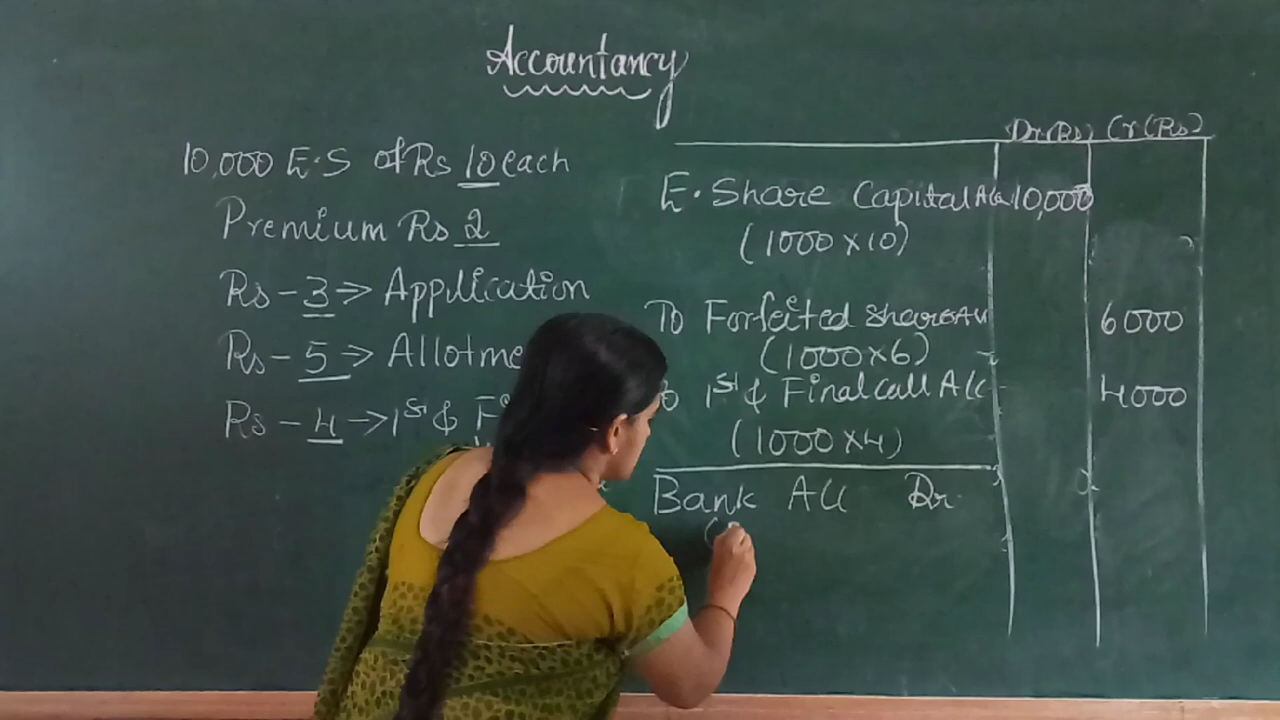 Accountancy
10,000 E.S of Rs 10 each
Premium Rs 2
Rs - 3 => Application
Rs - 5 => Allotme
Rs - 4 -> 1st & Fi
Dr (Rs) Cr (Rs)
E. Share Capital A/c 10,000
(1000 x 10)
To Forfeited share A/c 6000
(1000 x 6)
1st & Final call A/c 4000
(1000 x 4)
Bank A/c Dr
(